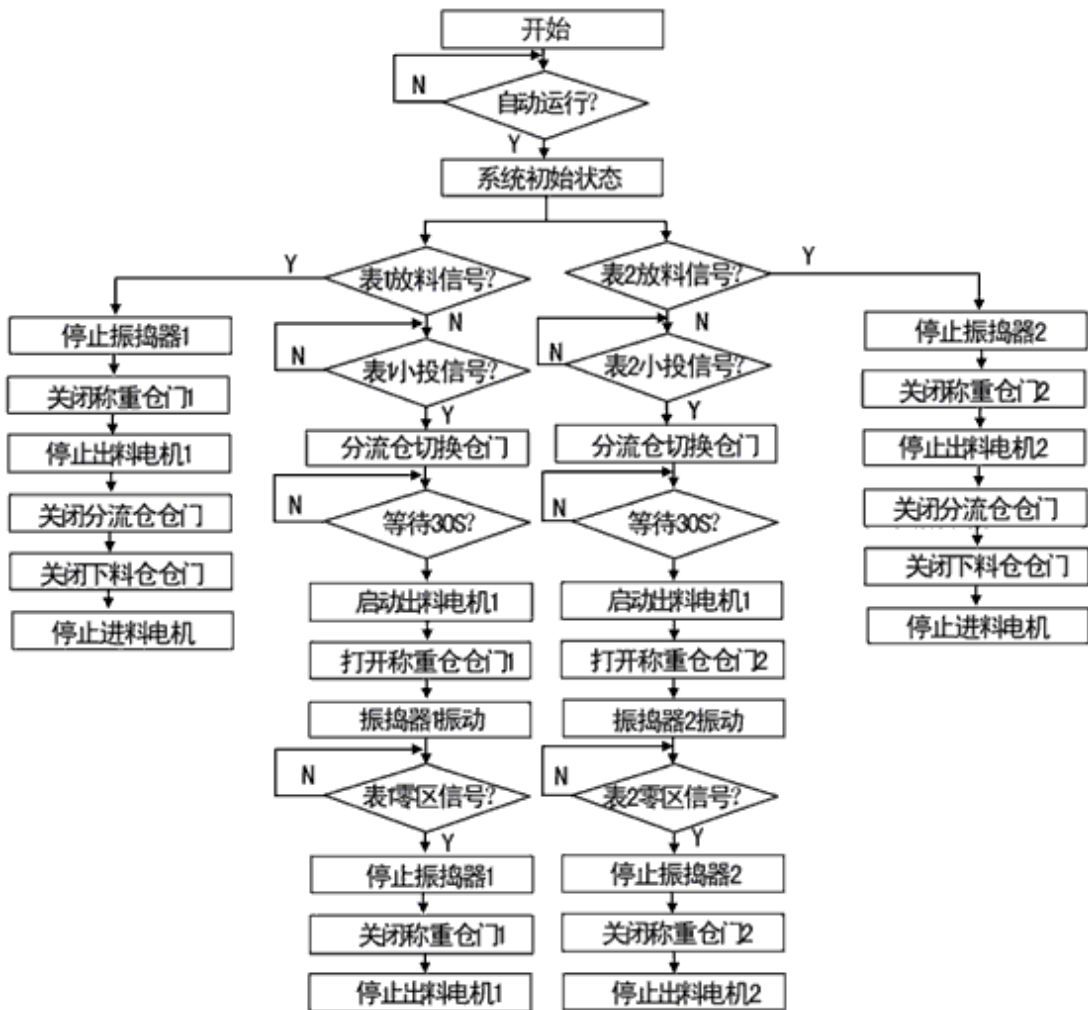 开始
N
自动运行?
Y
系统初始状态
Y
表1放料信号?
表2放料信号?
Y
停止振捣器1
N
N
停止振捣器2
N
表1小投信号?
N
表2小投信号?
关闭称重仓门1
Y
Y
关闭称重仓门2
停止出料电机1
分流仓切换仓门
分流仓切换仓门
停止出料电机2
关闭分流仓仓门
N
等待30S?
N
等待30S?
关闭分流仓仓门
关闭下料仓仓门
关闭下料仓仓门
停止进料电机
启动出料电机1
启动出料电机1
停止进料电机
打开称重仓仓门1
打开称重仓仓门2
振捣器1振动
振捣器2振动
N
表1零区信号?
N
表2零区信号?
Y
Y
停止振捣器1
停止振捣器2
关闭称重仓门1
关闭称重仓门2
停止出料电机1
停止出料电机2